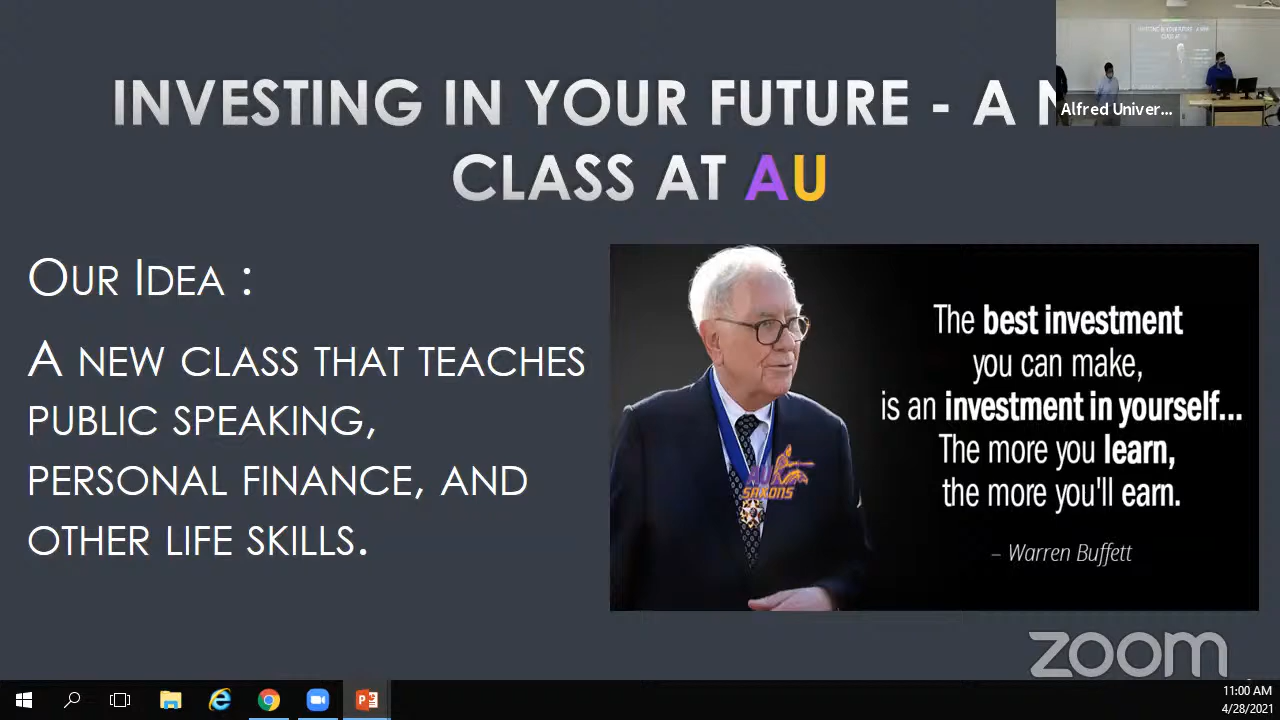 INVESTING IN YOUR FUTURE - A
CLASS AT AU
Alfred Univer...
OUR IDEA :
A NEW CLASS THAT TEACHES
PUBLIC SPEAKING,
PERSONAL FINANCE, AND
OTHER LIFE SKILLS.
The best investment
you can make,
is an investment in yourself...
The more you learn,
the more you'll earn.
– Warren Buffett
AU
SAXONS
zoom
11:00 AM
4/28/2021